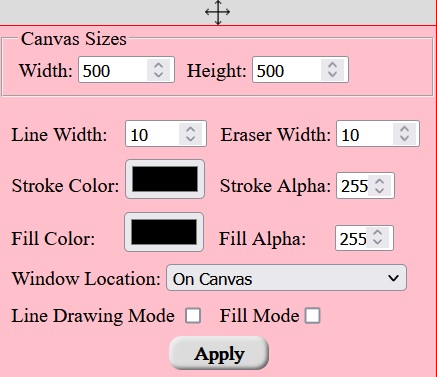 Canvas Sizes
Width: 500 Height: 500
Line Width: 10 Eraser Width: 10
Stroke Color: Stroke Alpha: 255
Fill Color: Fill Alpha: 255
Window Location: On Canvas
Line Drawing Mode Fill Mode
Apply